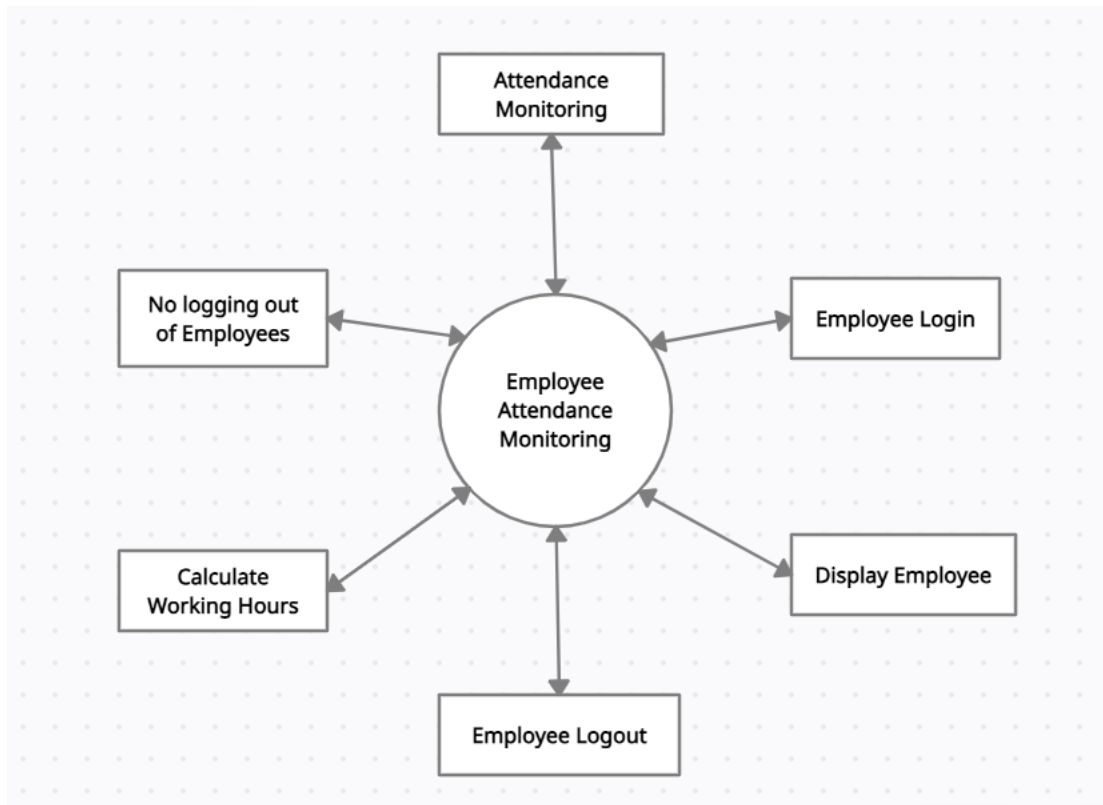 Attendance
Monitoring
No logging out
of Employees
Employee Login
Employee
Attendance
Monitoring
Calculate
Working Hours
Display Employee
Employee Logout